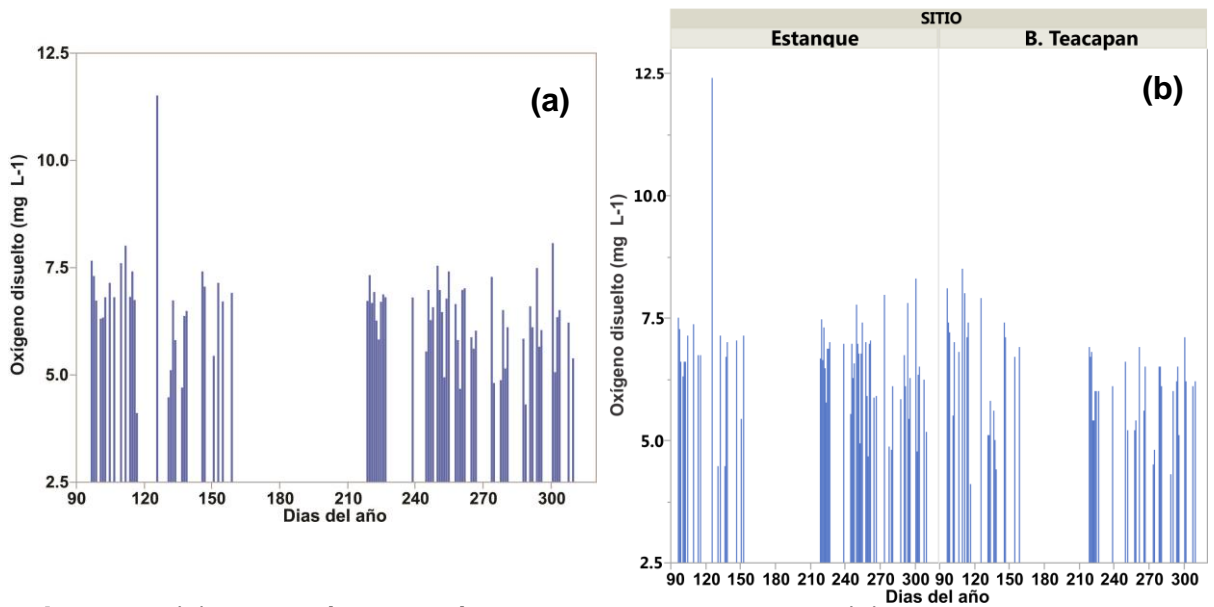 (a)
12.5
10.0
7.5
5.0
2.5
Oxígeno disuelto (mg L-1)
90 120 150 180 210 240 270 300
Dias del año
SITIO
Estanque B. Teacapan
(b)
12.5
10.0
7.5
5.0
2.5
Oxígeno disuelto (mg L-1)
90 120 150 180 210 240 270 300 90 120 150 180 210 240 270 300
Dias del año